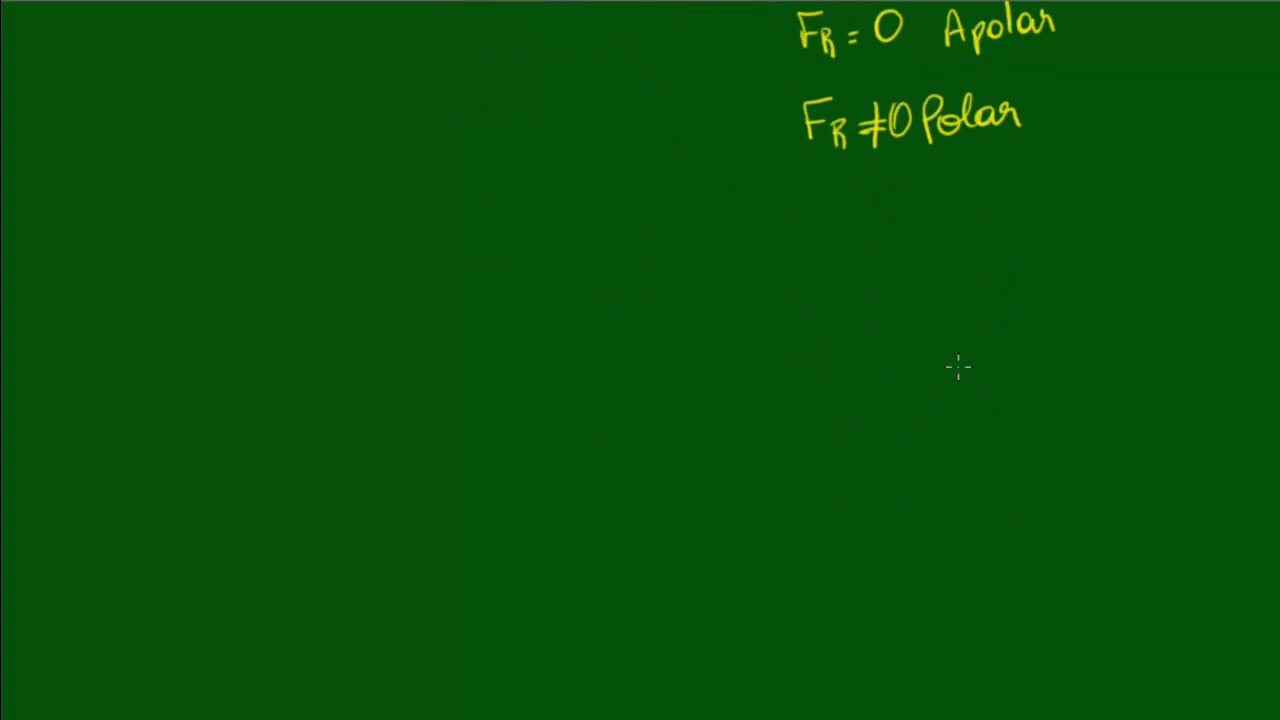 FR = 0 Apolar
FR ≠ 0 Polar